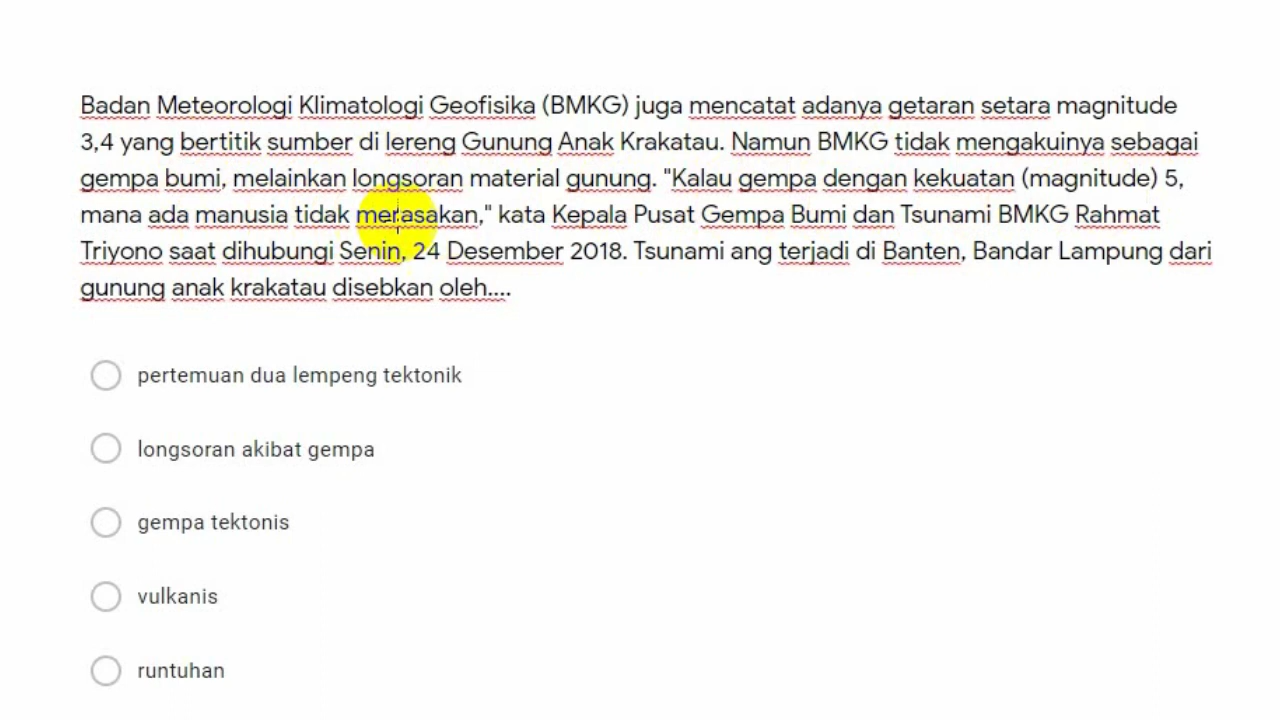 Badan Meteorologi Klimatologi Geofisika (BMKG) juga mencatat adanya getaran setara magnitude
3,4 yang bertitik sumber di lereng Gunung Anak Krakatau. Namun BMKG tidak mengakuinya sebagai
gempa bumi, melainkan longsoran material gunung. "Kalau gempa dengan kekuatan (magnitude) 5,
mana ada manusia tidak merasakan," kata Kepala Pusat Gempa Bumi dan Tsunami BMKG Rahmat
Triyono saat dihubungi Senin, 24 Desember 2018. Tsunami ang terjadi di Banten, Bandar Lampung dari
gunung anak krakatau disebkan oleh....
pertemuan dua lempeng tektonik
longsoran akibat gempa
gempa tektonis
vulkanis
runtuhan